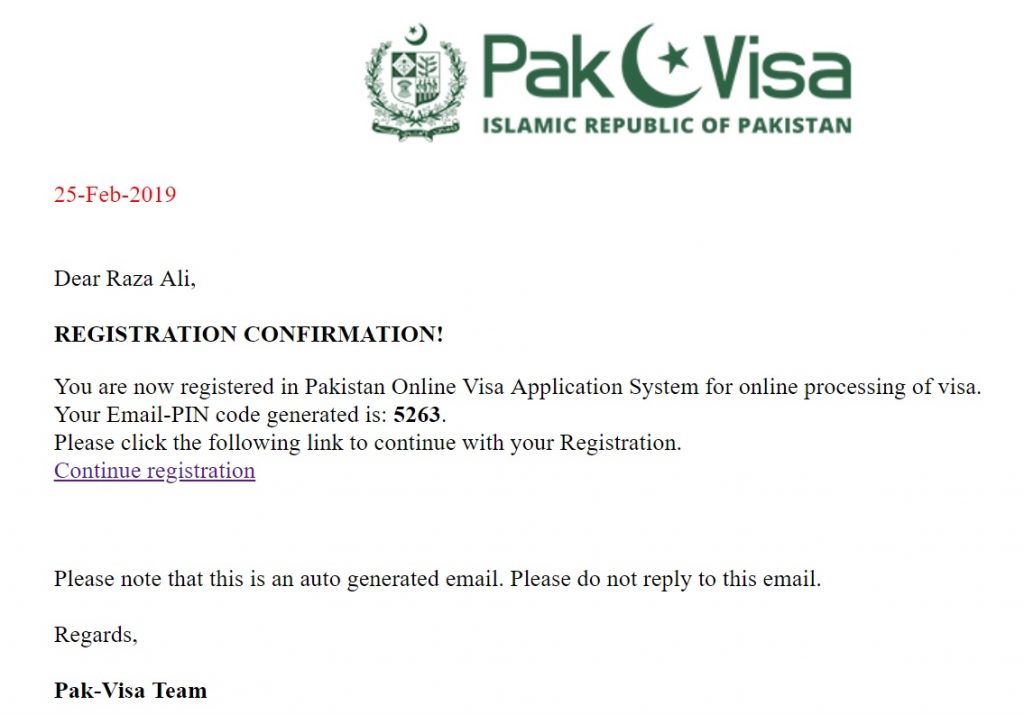 Pak Visa
ISLAMIC REPUBLIC OF PAKISTAN
25-Feb-2019
Dear Raza Ali,
REGISTRATION CONFIRMATION!
You are now registered in Pakistan Online Visa Application System for online processing of visa.
Your Email-PIN code generated is: 5263.
Please click the following link to continue with your Registration.
Continue registration
Please note that this is an auto generated email. Please do not reply to this email.
Regards,
Pak-Visa Team